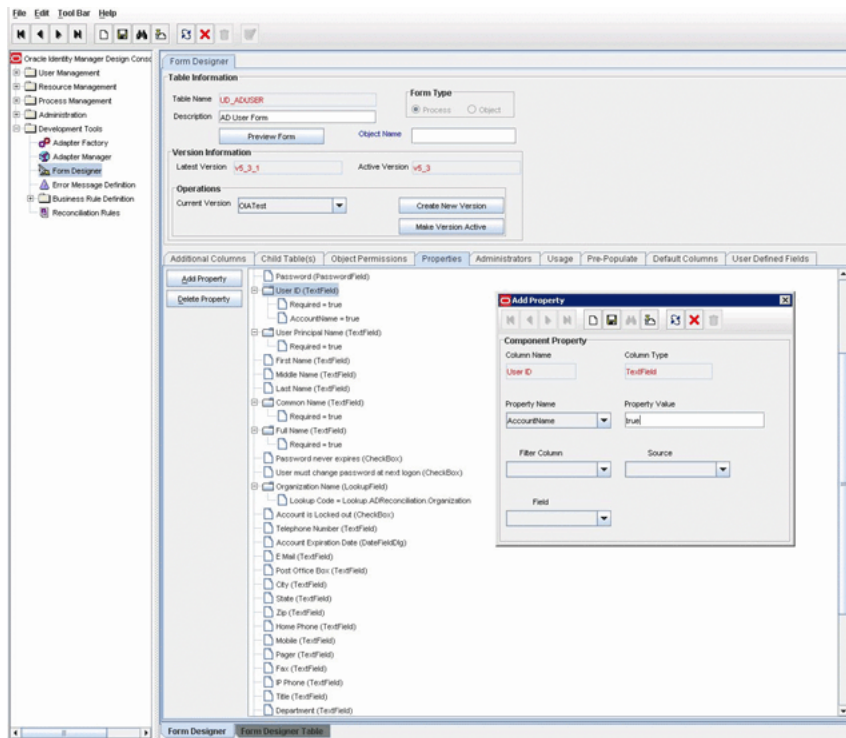 File Edit Tool Bar Help
Oracle Identity Manager Design Consc
User Management
Resource Management
Process Management
Administration
Development Tools
Adapter Factory
Adapter Manager
Form Designer
Error Message Definition
Business Rule Definition
Reconciliation Rules
Form Designer
Table Information
Table Name UD_ADUSER
Form Type
Process Object
Description AD User Form
Preview Form
Object Name
Version Information
Latest Version v5_3_1 Active Version v5_3
Operations
Current Version OIATest
Create New Version
Make Version Active
Additional Columns Child Table(s) Object Permissions Properties Administrators Usage Pre-Populate Default Columns User Defined Fields
Add Property
Delete Property
Password (PasswordField)
User ID (TextField)
Required = true
AccountName = true
User Principal Name (TextField)
Required = true
First Name (TextField)
Middle Name (TextField)
Last Name (TextField)
Common Name (TextField)
Required = true
Full Name (TextField)
Required = true
Password never expires (CheckBox)
User must change password at next logon (CheckBox)
Organization Name (LookupField)
Lookup Code = Lookup.ADReconciliation.Organization
Account is Locked out (CheckBox)
Telephone Number (TextField)
Account Expiration Date (DateFieldDlg)
E Mail (TextField)
Post Office Box (TextField)
City (TextField)
State (TextField)
Zip (TextField)
Home Phone (TextField)
Mobile (TextField)
Pager (TextField)
Fax (TextField)
IP Phone (TextField)
Title (TextField)
Department (TextField)
Add Property
Component Property
Column Name Column Type
User ID TextField
Property Name Property Value
AccountName true
Filter Column Source
Field
Form Designer Form Designer Table